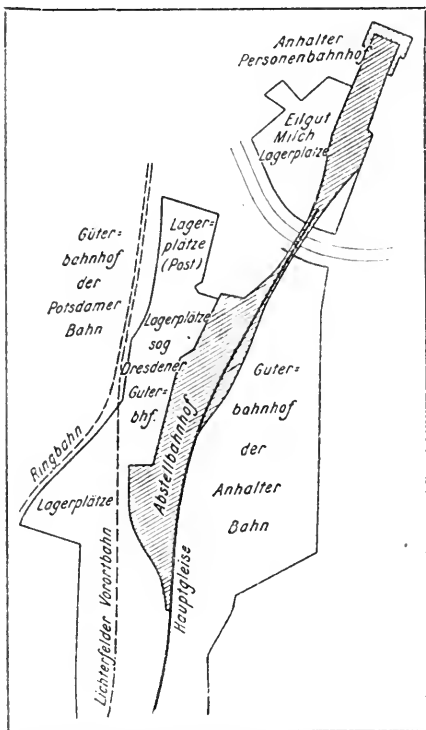 Anhalter
Personenbahnhof
Eilgut
Milch
Lagerplätze
Lager-
plätze
(Post)
Güter-
bahnhof
der
Potsdamer
Bahn
Lagerplätze
sog
Dresdener
Güter-
bhf.
Güter-
bahnhof
der
Anhalter
Bahn
Abstellbahnhof
Ringbahn
Lagerplätze
Hauptgleise
Lichterfelder Vorortbahn